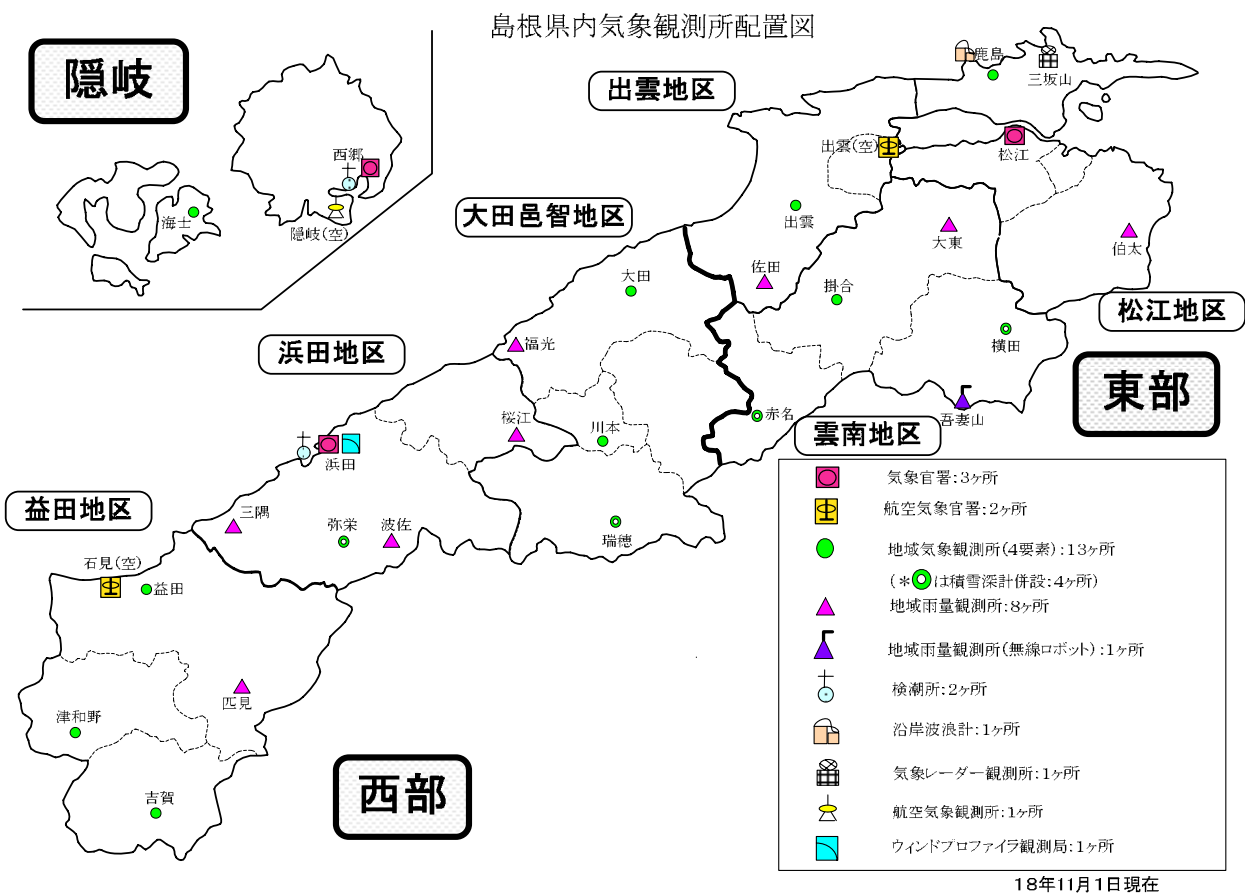 島根県内気象観測所配置図
隠岐
出雲地区
鹿島
三坂山
西郷
出雲(空)
松江
海士
隠岐(空)
大田邑智地区
出雲
大東
伯太
大田
佐田
掛合
松江地区
浜田地区
福光
横田
東部
桜江
川本
赤名
吾妻山
雲南地区
浜田
益田地区
三隅
弥栄
波佐
瑞穂
石見(空)
益田
匹見
津和野
西部
吉賀
気象官署:3ヶ所
航空気象官署:2ヶ所
地域気象観測所(4要素):13ヶ所
(*は積雪深計併設:4ヶ所)
地域雨量観測所:8ヶ所
地域雨量観測所(無線ロボット):1ヶ所
検潮所:2ヶ所
沿岸波浪計:1ヶ所
気象レーダー観測所:1ヶ所
航空気象観測所:1ヶ所
ウィンドプロファイラ観測局:1ヶ所
18年11月1日現在